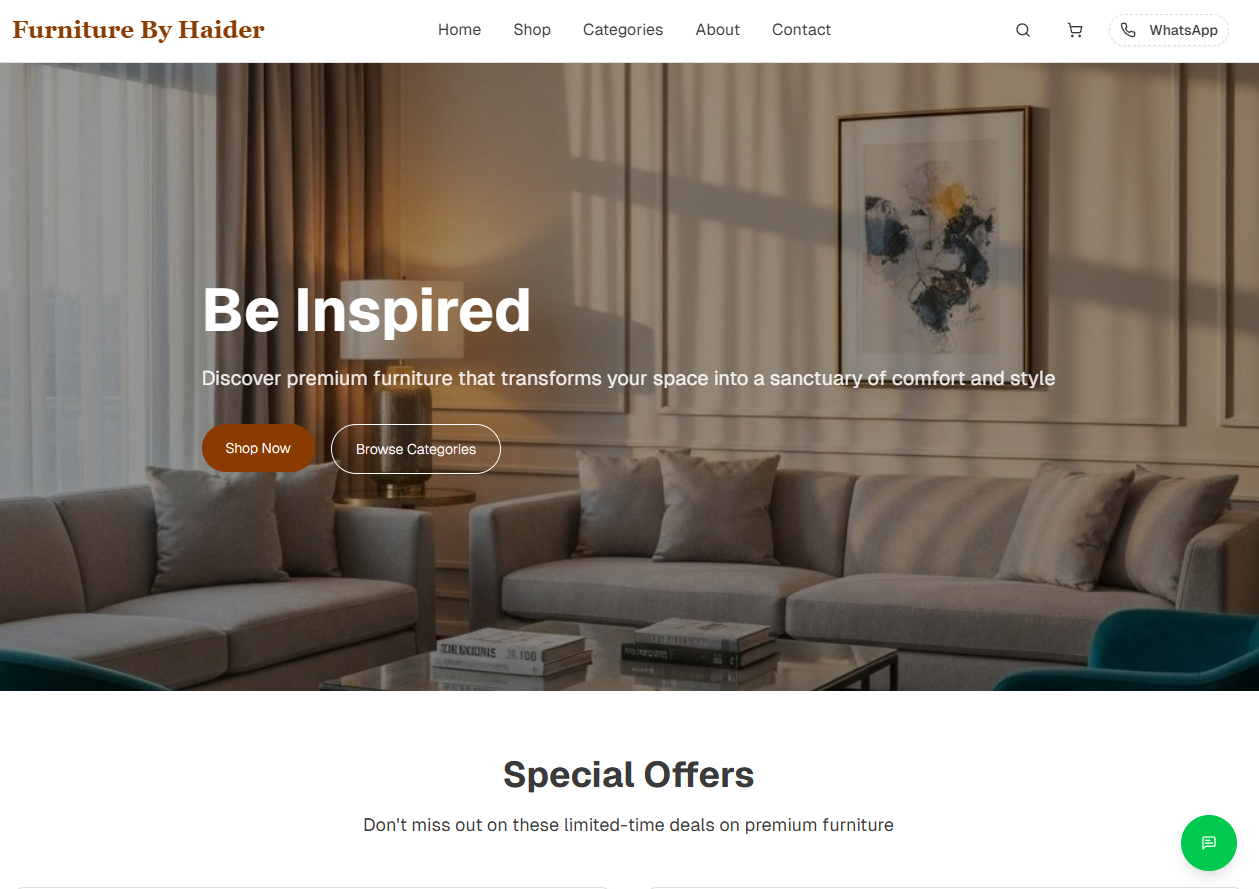 Furniture By Haider
Home
Shop
Categories
About
Contact
WhatsApp
Be Inspired
Discover premium furniture that transforms your space into a sanctuary of comfort and style
Shop Now
Browse Categories
Special Offers
Don't miss out on these limited-time deals on premium furniture